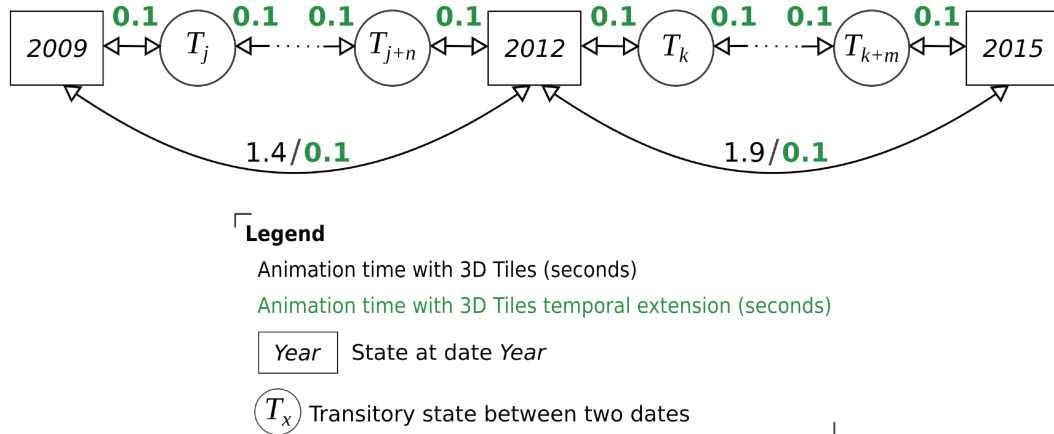 0.1 0.1 0.1 0.1 0.1 0.1 0.1 0.1
2009 Tj ..... Tj+n 2012 Tk ..... Tk+m 2015
1.4/0.1 1.9/0.1
Legend
Animation time with 3D Tiles (seconds)
Animation time with 3D Tiles temporal extension (seconds)
Year State at date Year
Tx Transitory state between two dates